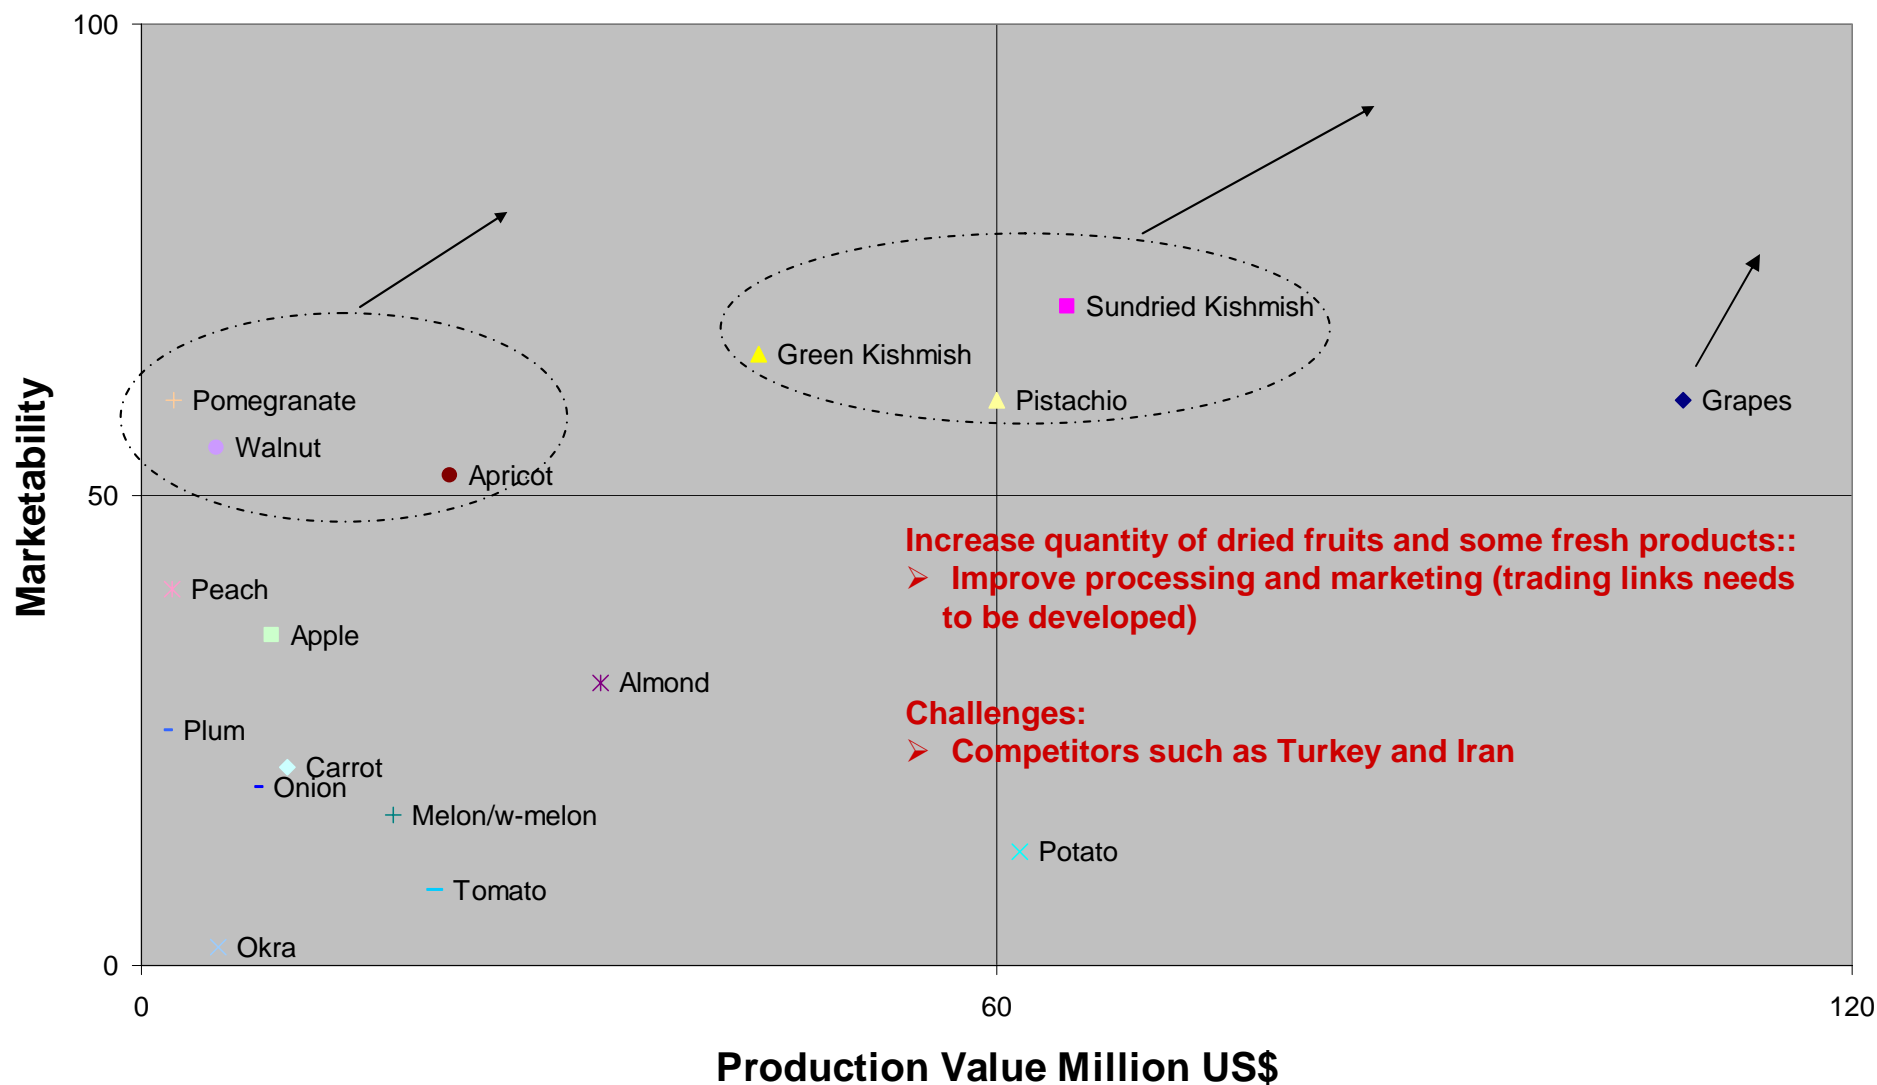 100
Sundried Kishmish
Green Kishmish
Pomegranate
Pistachio
Grapes
Walnut
Apricot
50
Marketability
Increase quantity of dried fruits and some fresh products::
➢ Improve processing and marketing (trading links needs
to be developed)
Peach
Apple
Almond
Challenges:
➢ Competitors such as Turkey and Iran
Plum
Carrot
Onion
Melon/w-melon
Potato
Tomato
Okra
0
0 60 120
Production Value Million US$